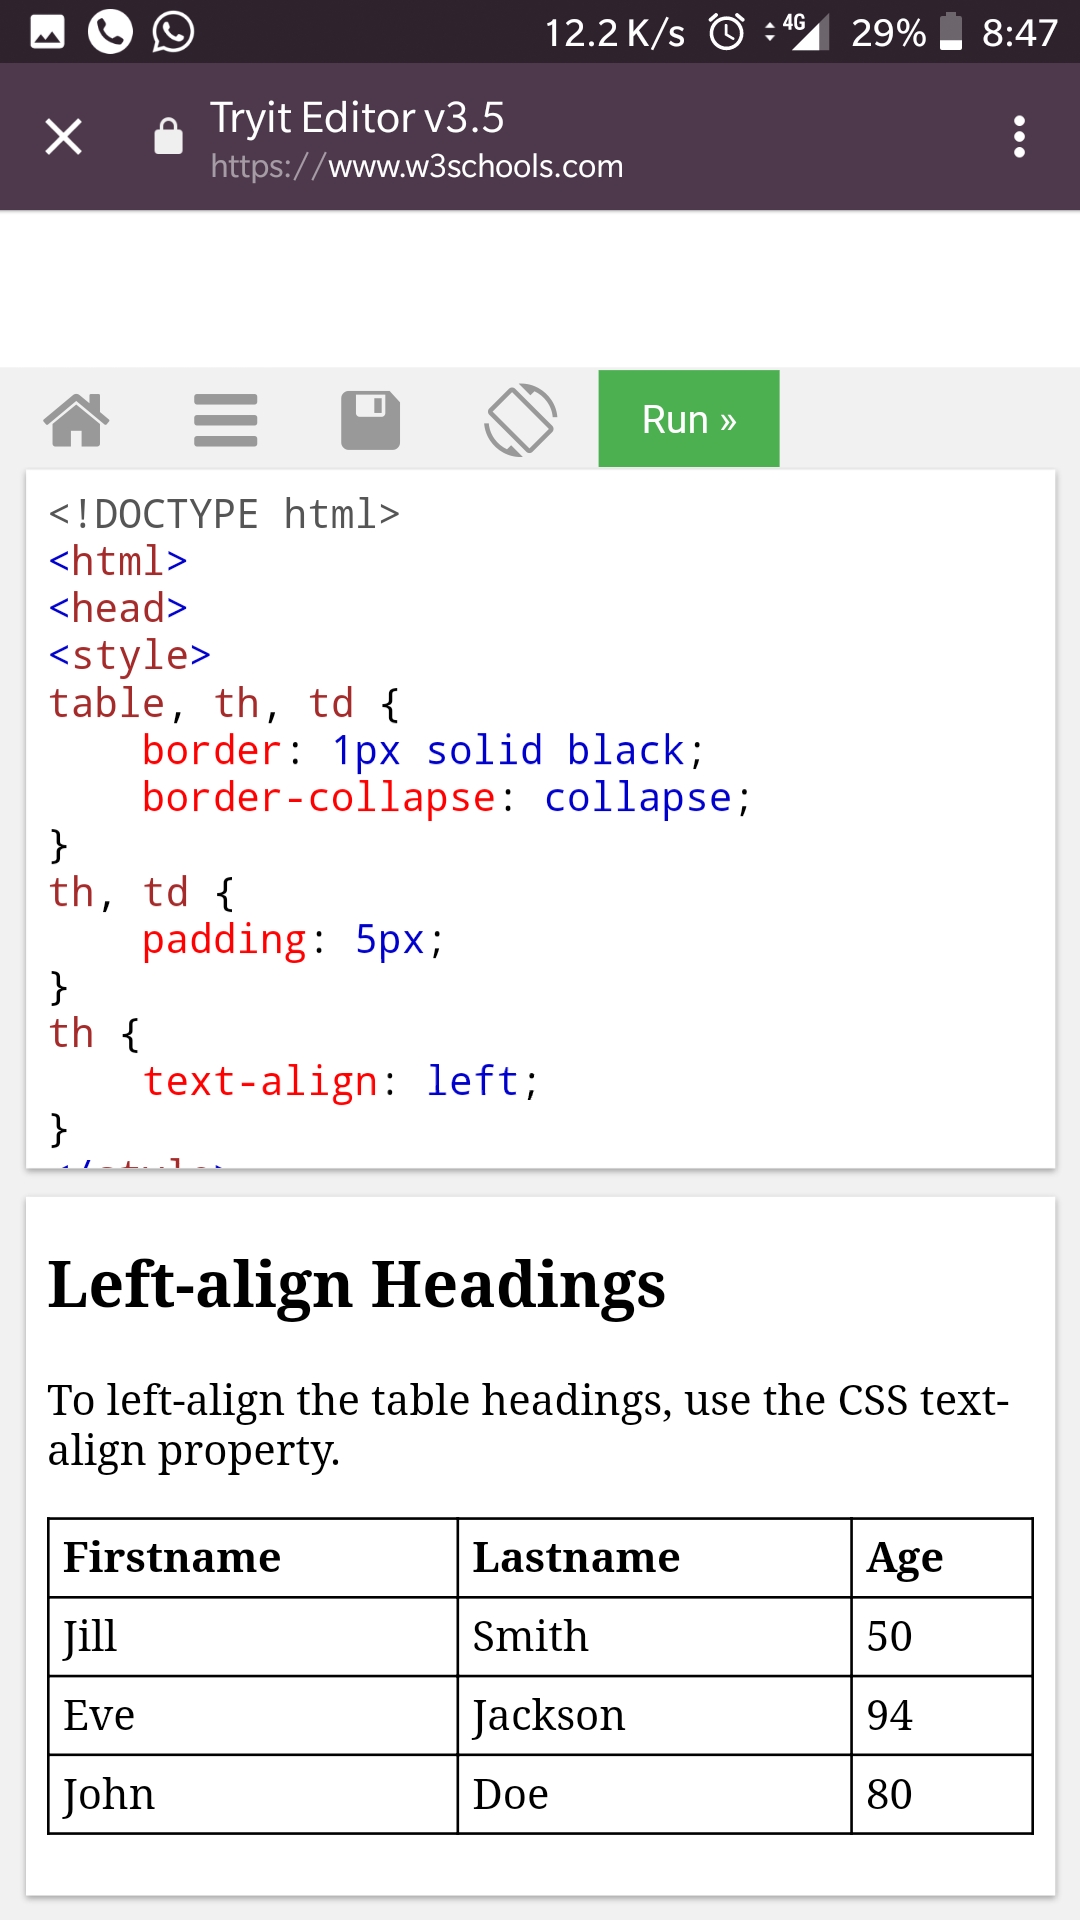 12.2 K/s 4G 29% 8:47
Tryit Editor v3.5
https://www.w3schools.com
Run »
<!DOCTYPE html>
<html>
<head>
<style>
table, th, td {
    border: 1px solid black;
    border-collapse: collapse;
}
th, td {
    padding: 5px;
}
th {
    text-align: left;
}
</style>
Left-align Headings
To left-align the table headings, use the CSS text-
align property.
Firstname Lastname Age
Jill Smith 50
Eve Jackson 94
John Doe 80